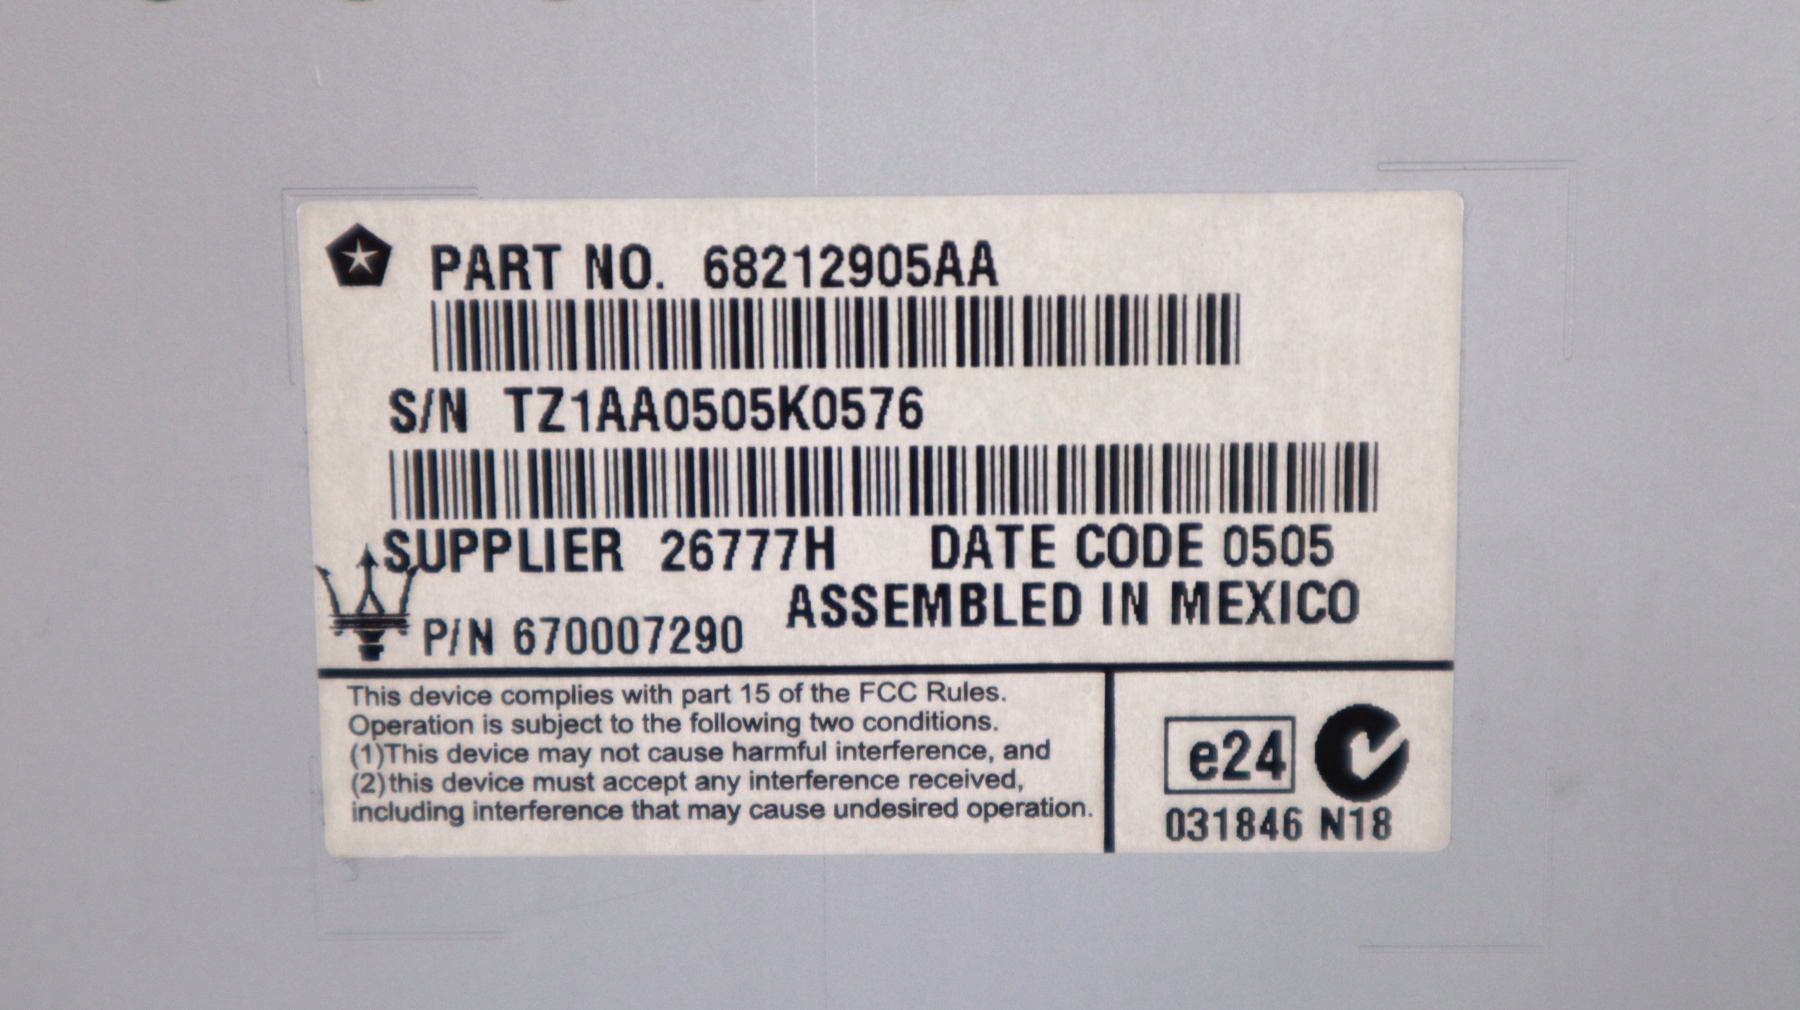 PART NO. 68212905AA
S/N TZ1AA0505K0576
SUPPLIER 26777H DATE CODE 0505
ASSEMBLED IN MEXICO
P/N 670007290
This device complies with part 15 of the FCC Rules.
Operation is subject to the following two conditions.
(1)This device may not cause harmful interference, and
(2)this device must accept any interference received,
including interference that may cause undesired operation.
e24
031846 N18